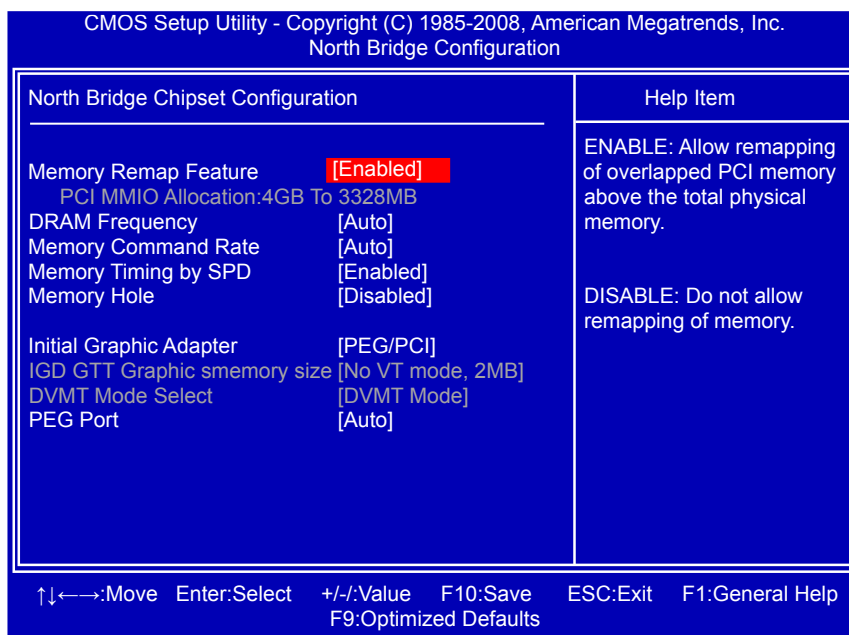 CMOS Setup Utility - Copyright (C) 1985-2008, American Megatrends, Inc.
North Bridge Configuration
North Bridge Chipset Configuration
Memory Remap Feature [Enabled]
PCI MMIO Allocation:4GB To 3328MB
DRAM Frequency [Auto]
Memory Command Rate [Auto]
Memory Timing by SPD [Enabled]
Memory Hole [Disabled]
Initial Graphic Adapter [PEG/PCI]
IGD GTT Graphic smemory size [No VT mode, 2MB]
DVMT Mode Select [DVMT Mode]
PEG Port [Auto]
Help Item
ENABLE: Allow remapping
of overlapped PCI memory
above the total physical
memory.
DISABLE: Do not allow
remapping of memory.
↑↓←→:Move Enter:Select +/-/:Value F10:Save ESC:Exit F1:General Help
F9:Optimized Defaults